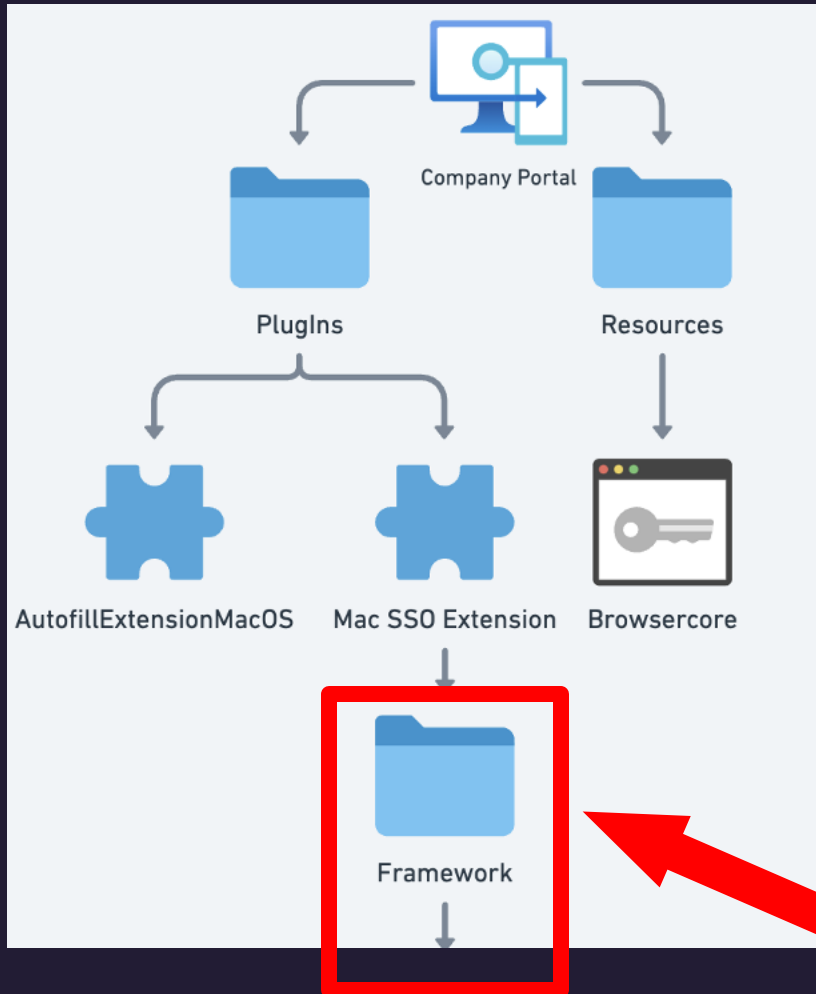 Company Portal
PlugIns
Resources
AutofillExtensionMacOS
Mac SSO Extension
Browsercore
Framework